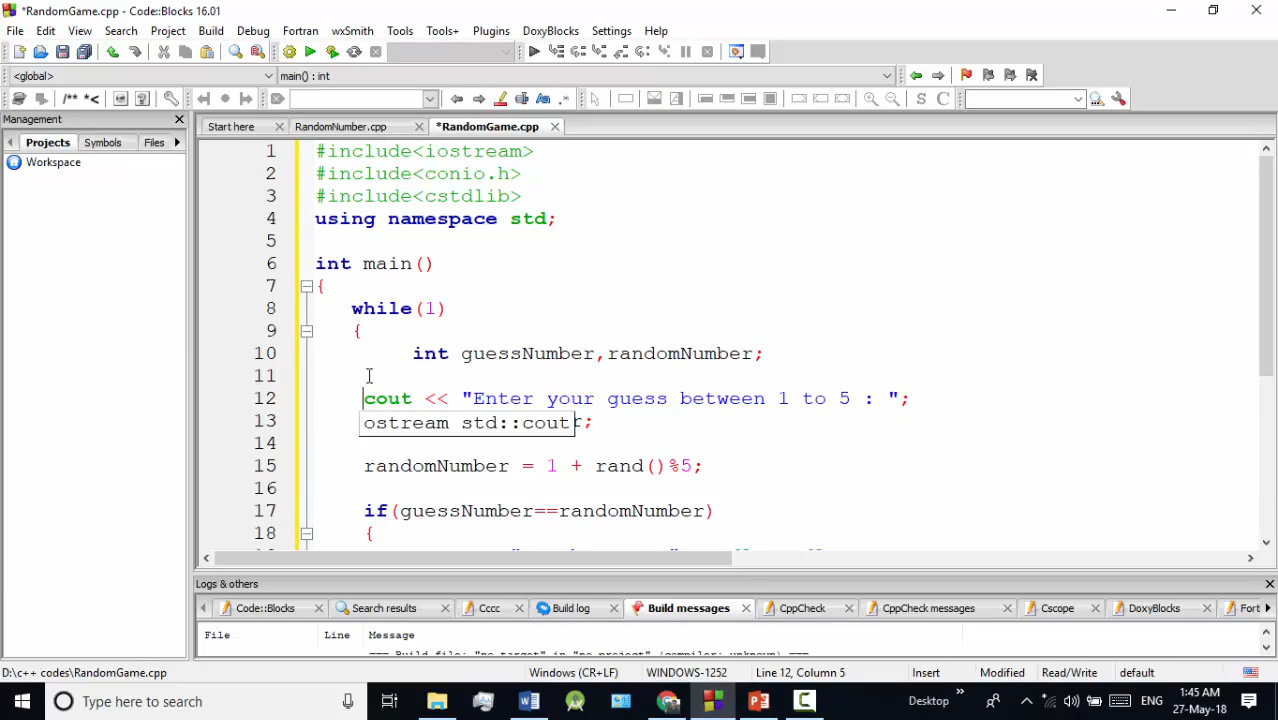 *RandomGame.cpp - Code::Blocks 16.01
File Edit View Search Project Build Debug Fortran wxSmith Tools Tools+ Plugins DoxyBlocks Settings Help
<global> main() : int
/** *< .* S C
Management
Start here RandomNumber.cpp *RandomGame.cpp
Projects Symbols Files
Workspace
1 #include<iostream>
2 #include<conio.h>
3 #include<cstdlib>
4 using namespace std;
5
6 int main()
7 {
8 while(1)
9 {
10 int guessNumber,randomNumber;
11
12 cout << "Enter your guess between 1 to 5 : ";
13 r;
ostream std::cout
14
15 randomNumber = 1 + rand()%5;
16
17 if(guessNumber==randomNumber)
18 {
Logs & others
Code::Blocks Search results Cccc Build log Build messages CppCheck CppCheck messages Cscope DoxyBlocks Fort
File Line Message
=== Build file: "no target" in "no project" (compiler: unknown) ===
D:\c++ codes\RandomGame.cpp Windows (CR+LF) WINDOWS-1252 Line 12, Column 5 Insert Modified Read/Write default
Type here to search Desktop ENG 1:45 AM
27-May-18